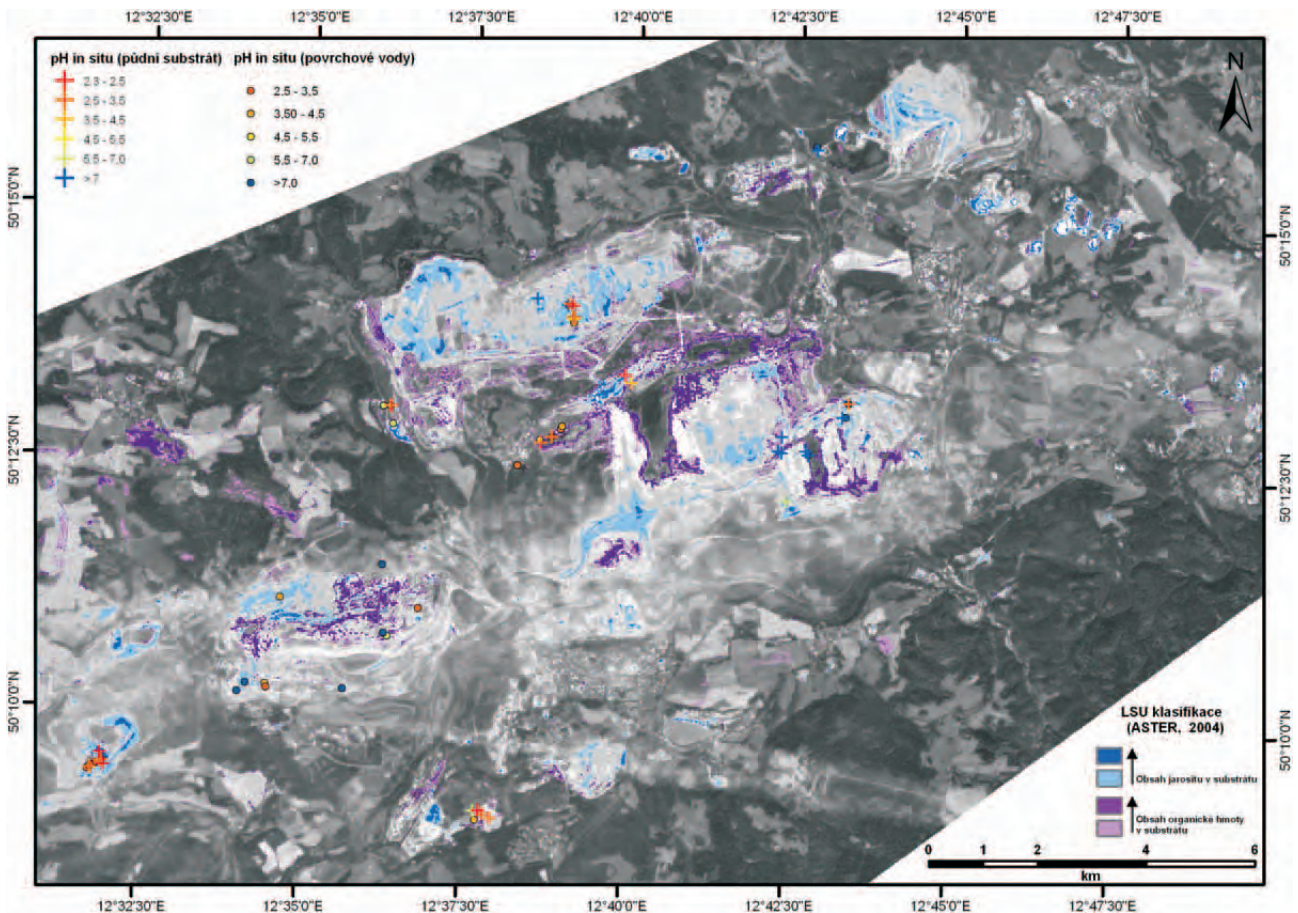 12°32'30"E 12°35'0"E 12°37'30"E 12°40'0"E 12°42'30"E 12°45'0"E 12°47'30"E
pH in situ (půdní substrát) pH in situ (povrchové vody)
2.3 - 2.5
2.5 - 3.5
3.5 - 4.5
4.5 - 5.5
5.5 - 7.0
>7
2.5 - 3,5
3.50 - 4,5
4,5 - 5.5
5,5 - 7,0
>7.0
N
50°15'0"N
50°15'0"N
50°12'30"N
50°12'30"N
50°10'0"N
50°10'0"N
LSU klasifikace
(ASTER, 2004)
Obsah jarositu v substrátu
Obsah organické hmoty
v substrátu
0 1 2 4 6
km
12°32'30"E 12°35'0"E 12°37'30"E 12°40'0"E 12°42'30"E 12°45'0"E 12°47'30"E